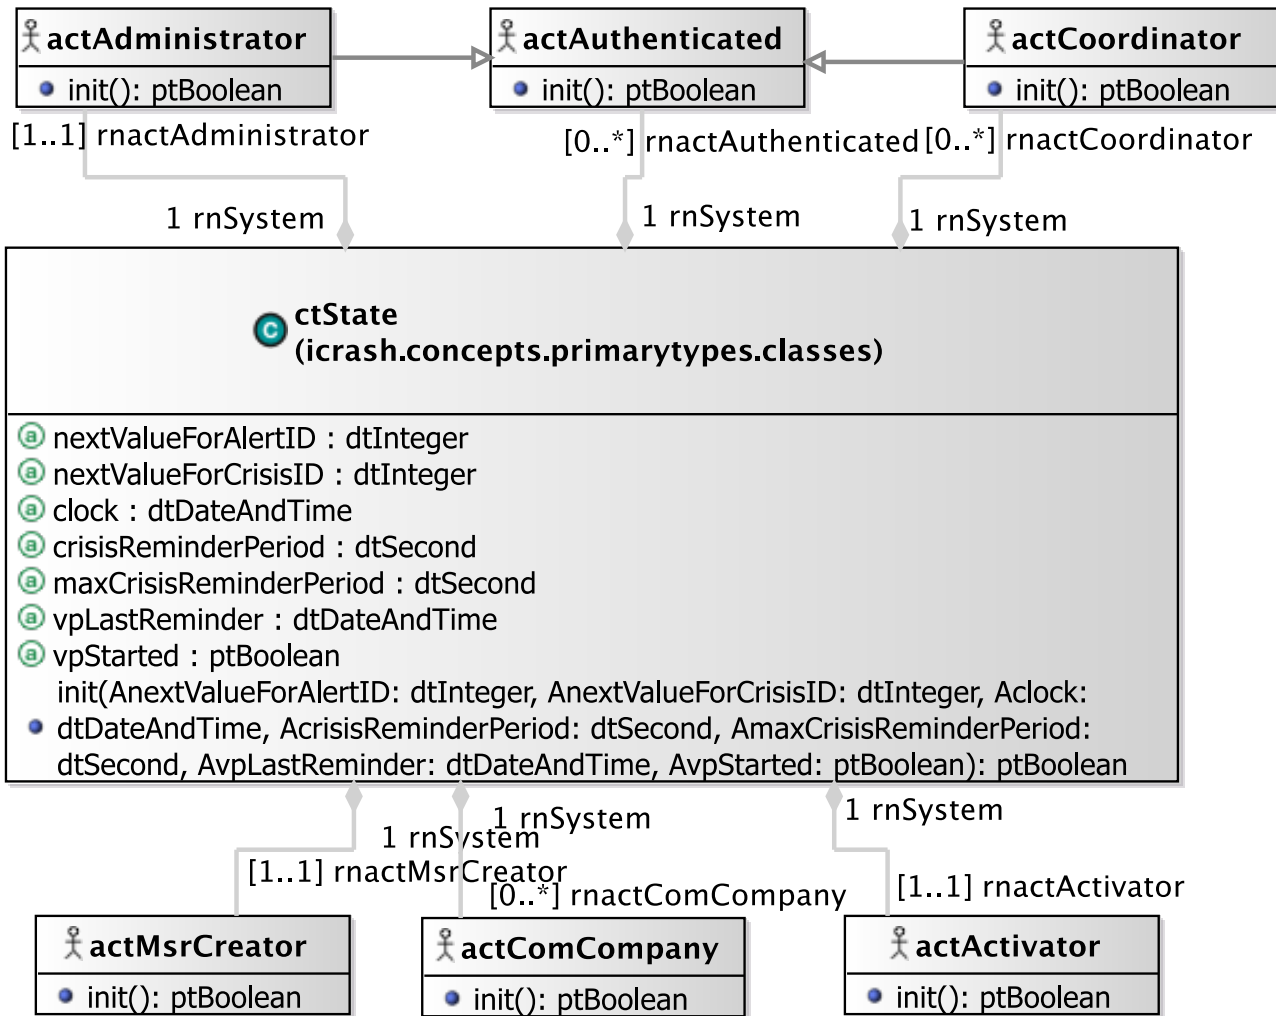 actAdministrator
init(): ptBoolean
actAuthenticated
init(): ptBoolean
actCoordinator
init(): ptBoolean
[1..1] rnactAdministrator
[0..*] rnactAuthenticated
[0..*] rnactCoordinator
1 rnSystem
1 rnSystem
1 rnSystem
ctState
(icrash.concepts.primarytypes.classes)
nextValueForAlertID : dtInteger
nextValueForCrisisID : dtInteger
clock : dtDateAndTime
crisisReminderPeriod : dtSecond
maxCrisisReminderPeriod : dtSecond
vpLastReminder : dtDateAndTime
vpStarted : ptBoolean
init(AnextValueForAlertID: dtInteger, AnextValueForCrisisID: dtInteger, Aclock:
dtDateAndTime, AcrisisReminderPeriod: dtSecond, AmaxCrisisReminderPeriod:
dtSecond, AvpLastReminder: dtDateAndTime, AvpStarted: ptBoolean): ptBoolean
1 rnSystem
1 rnSystem
1 rnSystem
[1..1] rnactMsrCreator
[0..*] rnactComCompany
[1..1] rnactActivator
actMsrCreator
init(): ptBoolean
actComCompany
init(): ptBoolean
actActivator
init(): ptBoolean